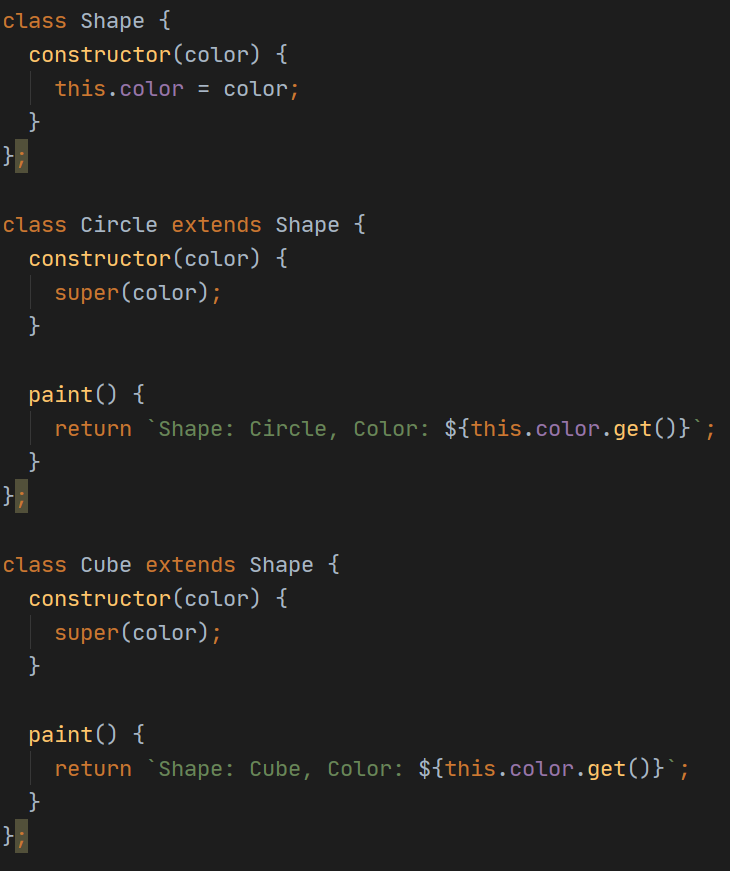 class Shape {
  constructor(color) {
    this.color = color;
  }
};

class Circle extends Shape {
  constructor(color) {
    super(color);
  }

  paint() {
    return `Shape: Circle, Color: ${this.color.get()}`;
  }
};

class Cube extends Shape {
  constructor(color) {
    super(color);
  }

  paint() {
    return `Shape: Cube, Color: ${this.color.get()}`;
  }
};